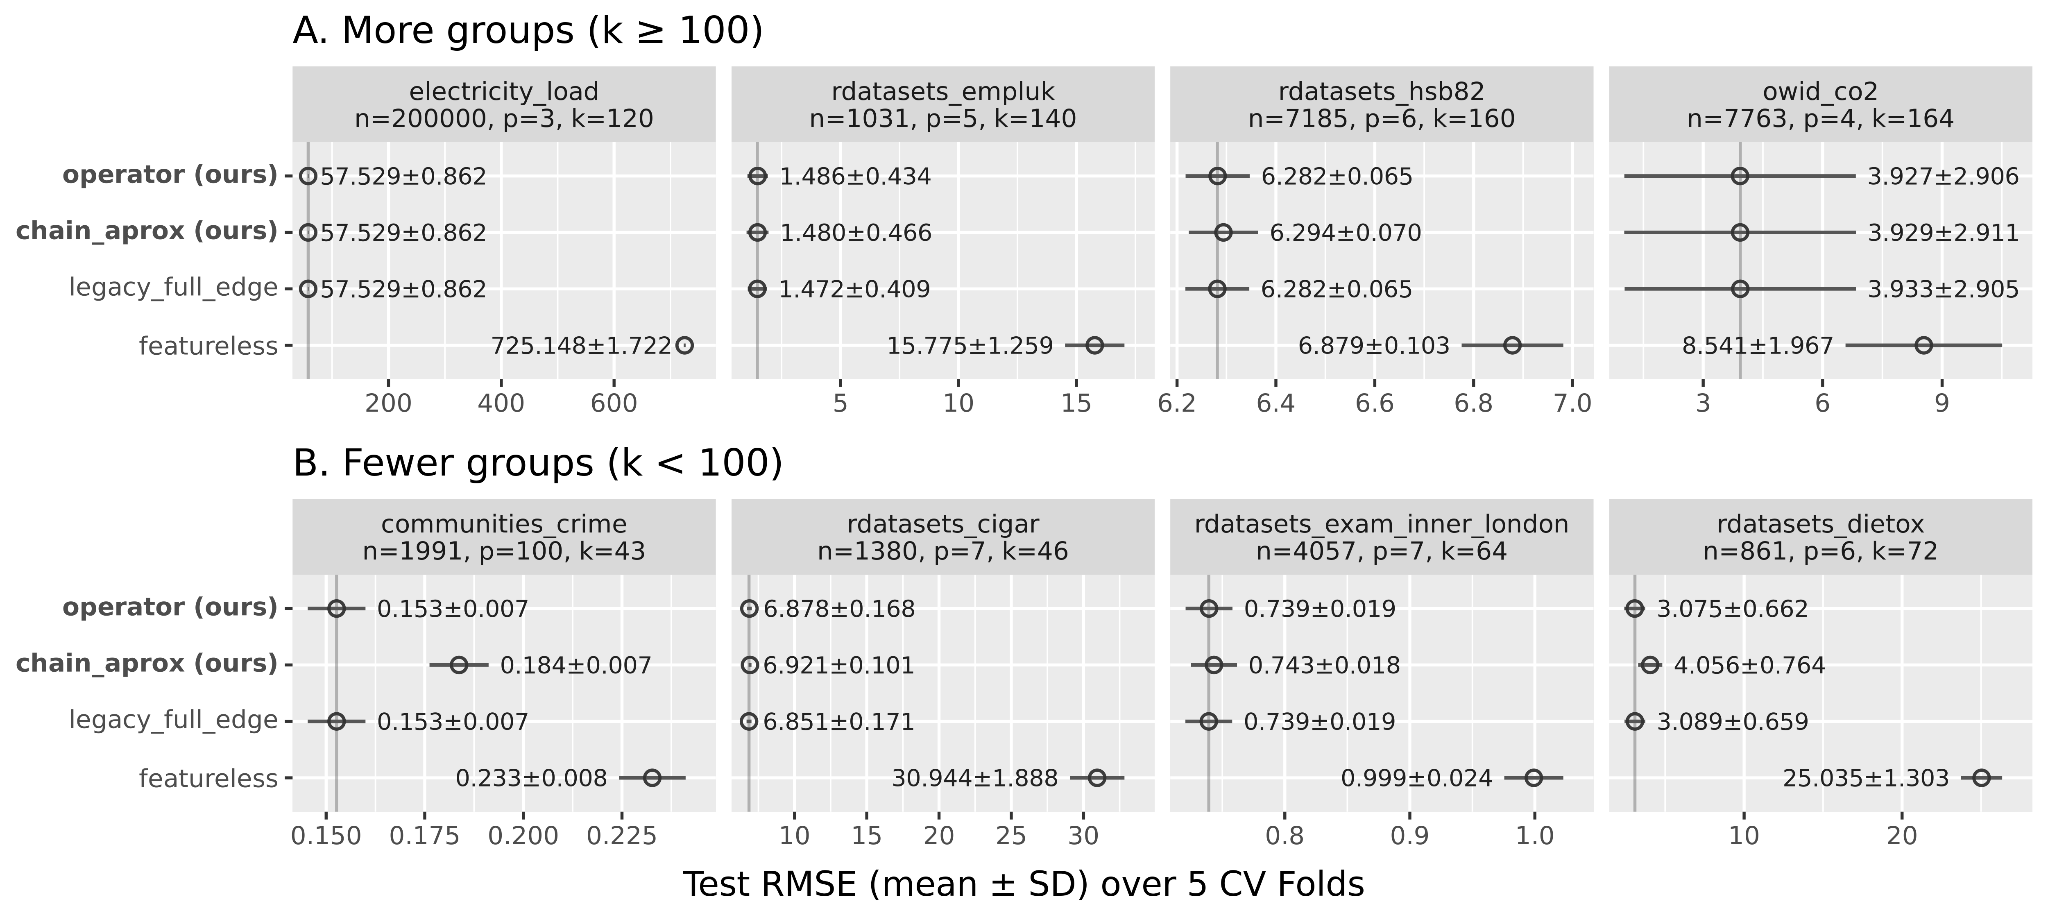 A. More groups (k ≥ 100)
electricity_load
n=200000, p=3, k=120
rdatasets_empluk
n=1031, p=5, k=140
rdatasets_hsb82
n=7185, p=6, k=160
owid_co2
n=7763, p=4, k=164
operator (ours) 57.529±0.862 1.486±0.434 6.282±0.065 3.927±2.906
chain_aprox (ours) 57.529±0.862 1.480±0.466 6.294±0.070 3.929±2.911
legacy_full_edge 57.529±0.862 1.472±0.409 6.282±0.065 3.933±2.905
featureless 725.148±1.722 15.775±1.259 6.879±0.103 8.541±1.967
200 400 600 5 10 15 6.2 6.4 6.6 6.8 7.0 3 6 9
B. Fewer groups (k < 100)
communities_crime
n=1991, p=100, k=43
rdatasets_cigar
n=1380, p=7, k=46
rdatasets_exam_inner_london
n=4057, p=7, k=64
rdatasets_dietox
n=861, p=6, k=72
operator (ours) 0.153±0.007 6.878±0.168 0.739±0.019 3.075±0.662
chain_aprox (ours) 0.184±0.007 6.921±0.101 0.743±0.018 4.056±0.764
legacy_full_edge 0.153±0.007 6.851±0.171 0.739±0.019 3.089±0.659
featureless 0.233±0.008 30.944±1.888 0.999±0.024 25.035±1.303
0.150 0.175 0.200 0.225 10 15 20 25 30 0.8 0.9 1.0 10 20
Test RMSE (mean ± SD) over 5 CV Folds